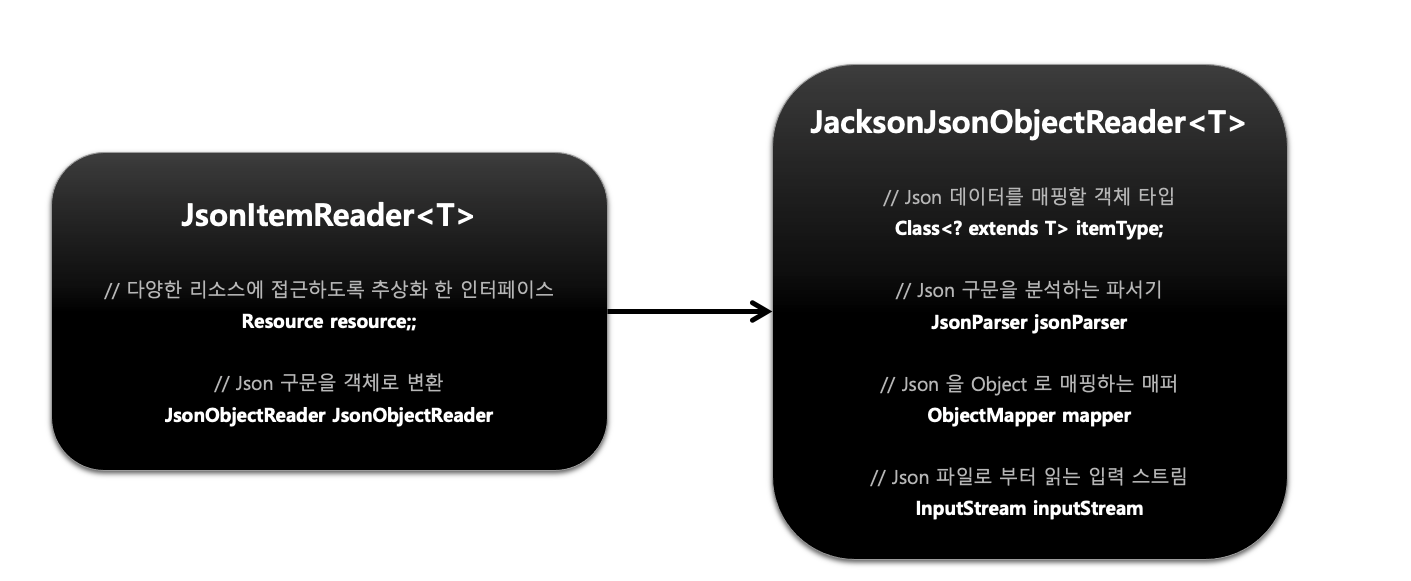 JsonItemReader<T>
// 다양한 리소스에 접근하도록 추상화 한 인터페이스
Resource resource;;
// Json 구문을 객체로 변환
JsonObjectReader JsonObjectReader
JacksonJsonObjectReader<T>
// Json 데이터를 매핑할 객체 타입
Class<? extends T> itemType;
// Json 구문을 분석하는 파서기
JsonParser jsonParser
// Json 을 Object 로 매핑하는 매퍼
ObjectMapper mapper
// Json 파일로 부터 읽는 입력 스트림
InputStream inputStream